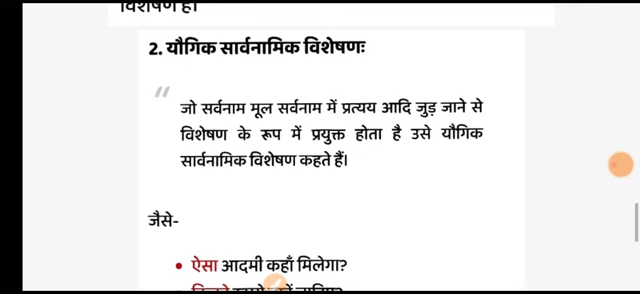 विशेषण है।
2. यौगिक सार्वनामिक विशेषणः
“
जो सर्वनाम मूल सर्वनाम में प्रत्यय आदि जुड़ जाने से
विशेषण के रूप में प्रयुक्त होता है उसे यौगिक
सार्वनामिक विशेषण कहते हैं।
जैसे-
• ऐसा आदमी कहाँ मिलेगा?